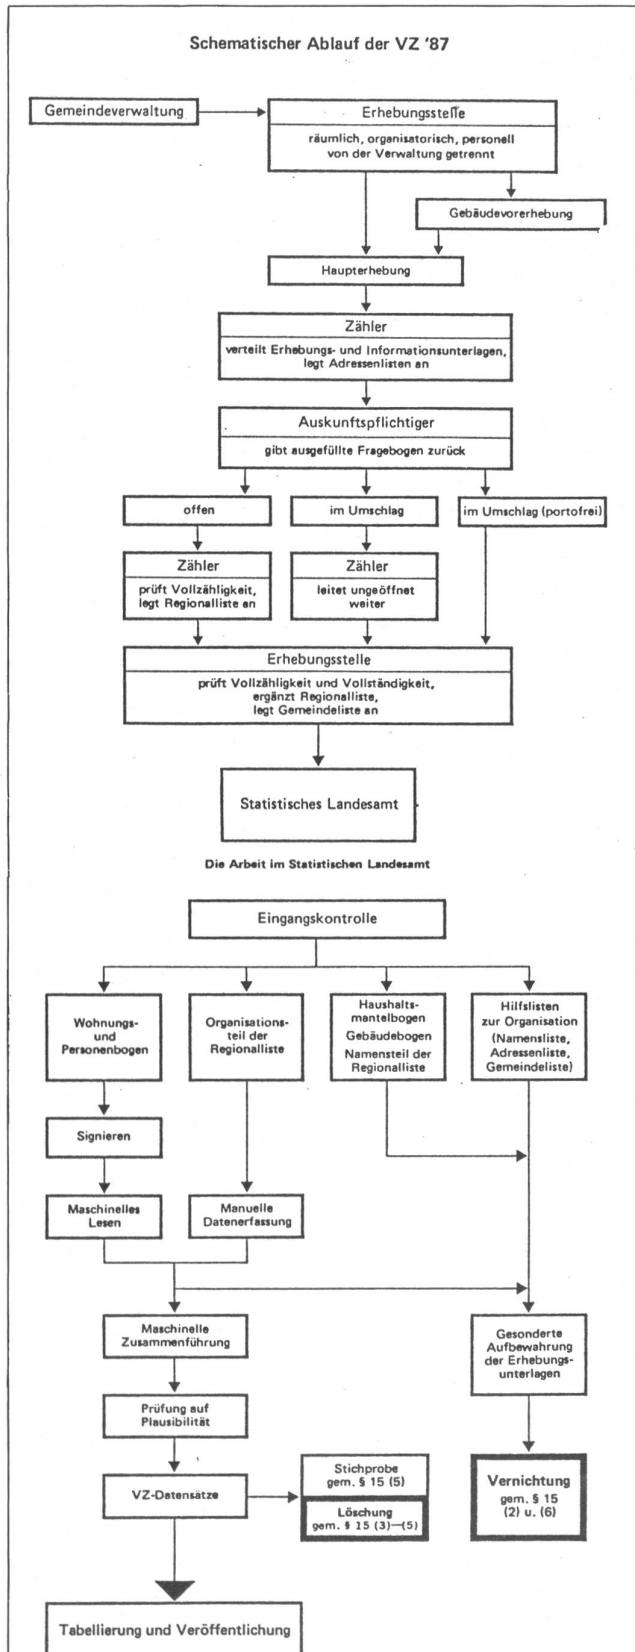 Schematischer Ablauf der VZ '87
Gemeindeverwaltung
Erhebungsstelle
räumlich, organisatorisch, personell
von der Verwaltung getrennt
Gebäudevorerhebung
Haupterhebung
Zähler
verteilt Erhebungs- und Informationsunterlagen,
legt Adressenlisten an
Auskunftspflichtiger
gibt ausgefüllte Fragebogen zurück
offen
im Umschlag
im Umschlag (portofrei)
Zähler
prüft Vollzähligkeit,
legt Regionalliste an
Zähler
leitet ungeöffnet
weiter
Erhebungsstelle
prüft Vollzähligkeit und Vollständigkeit,
ergänzt Regionalliste,
legt Gemeindeliste an
Statistisches Landesamt
Die Arbeit im Statistischen Landesamt
Eingangskontrolle
Wohnungs-
und
Personenbogen
Organisations-
teil der
Regionalliste
Haushalts-
mantelbogen
Gebäudebogen
Namensteil der
Regionalliste
Hilfslisten
zur Organisation
(Namensliste,
Adressenliste,
Gemeindeliste)
Signieren
Maschinelles
Lesen
Manuelle
Datenerfassung
Maschinelle
Zusammenführung
Gesonderte
Aufbewahrung
der Erhebungs-
unterlagen
Prüfung auf
Plausibilität
VZ-Datensätze
Stichprobe
gem. § 15 (5)
Löschung
gem. § 15 (3)—(5)
Vernichtung
gem. § 15
(2) u. (6)
Tabellierung und Veröffentlichung